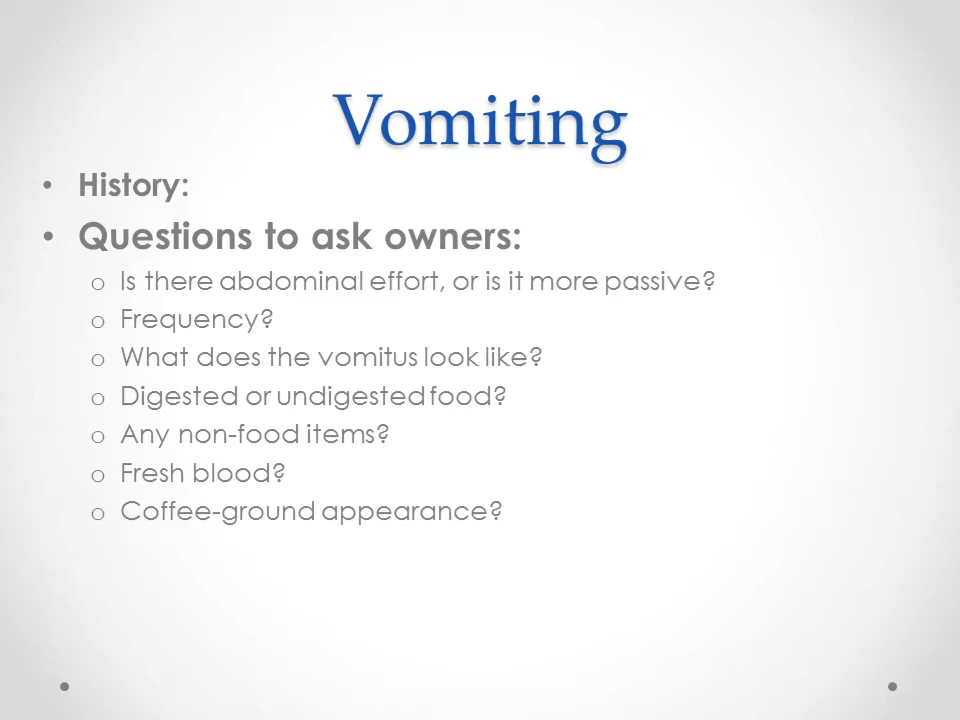 Vomiting
• History:
• Questions to ask owners:
o Is there abdominal effort, or is it more passive?
o Frequency?
o What does the vomitus look like?
o Digested or undigested food?
o Any non-food items?
o Fresh blood?
o Coffee-ground appearance?